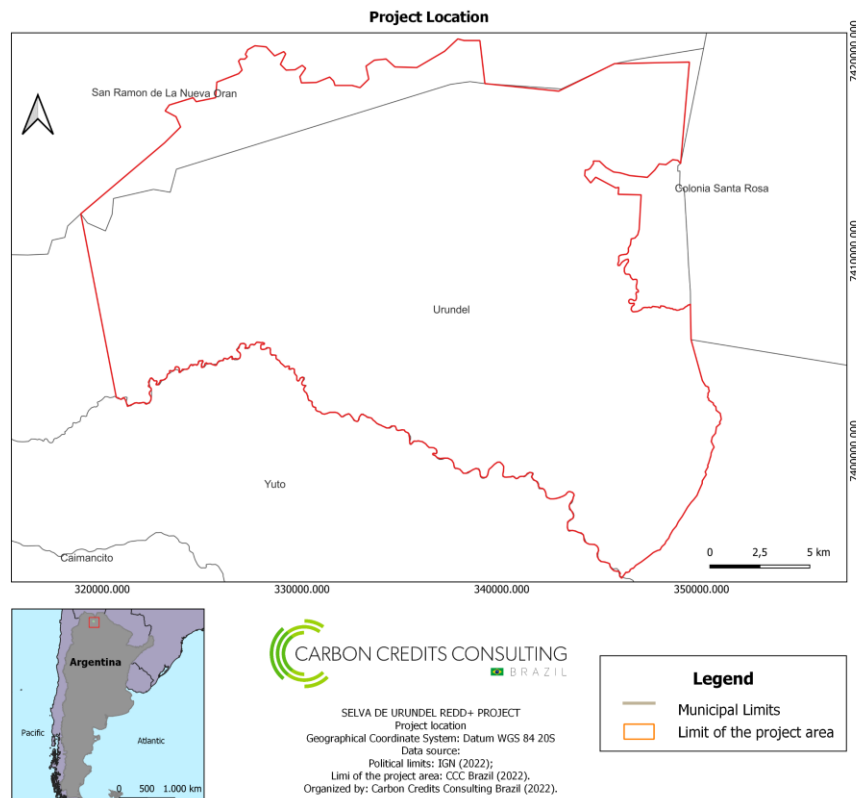 Project Location
San Ramon de La Nueva Oran
Colonia Santa Rosa
Urundel
Yuto
Caimancito
0 2,5 5 km
7420000.000
7410000.000
7400000.000
320000.000 330000.000 340000.000 350000.000
Argentina
Pacific
Atlantic
0 500 1.000 km
CARBON CREDITS CONSULTING
BRAZIL
SELVA DE URUNDEL REDD+ PROJECT
Project location
Geographical Coordinate System: Datum WGS 84 20S
Data source:
Political limits: IGN (2022);
Limi of the project area: CCC Brazil (2022).
Organized by: Carbon Credits Consulting Brazil (2022).
Legend
Municipal Limits
Limit of the project area